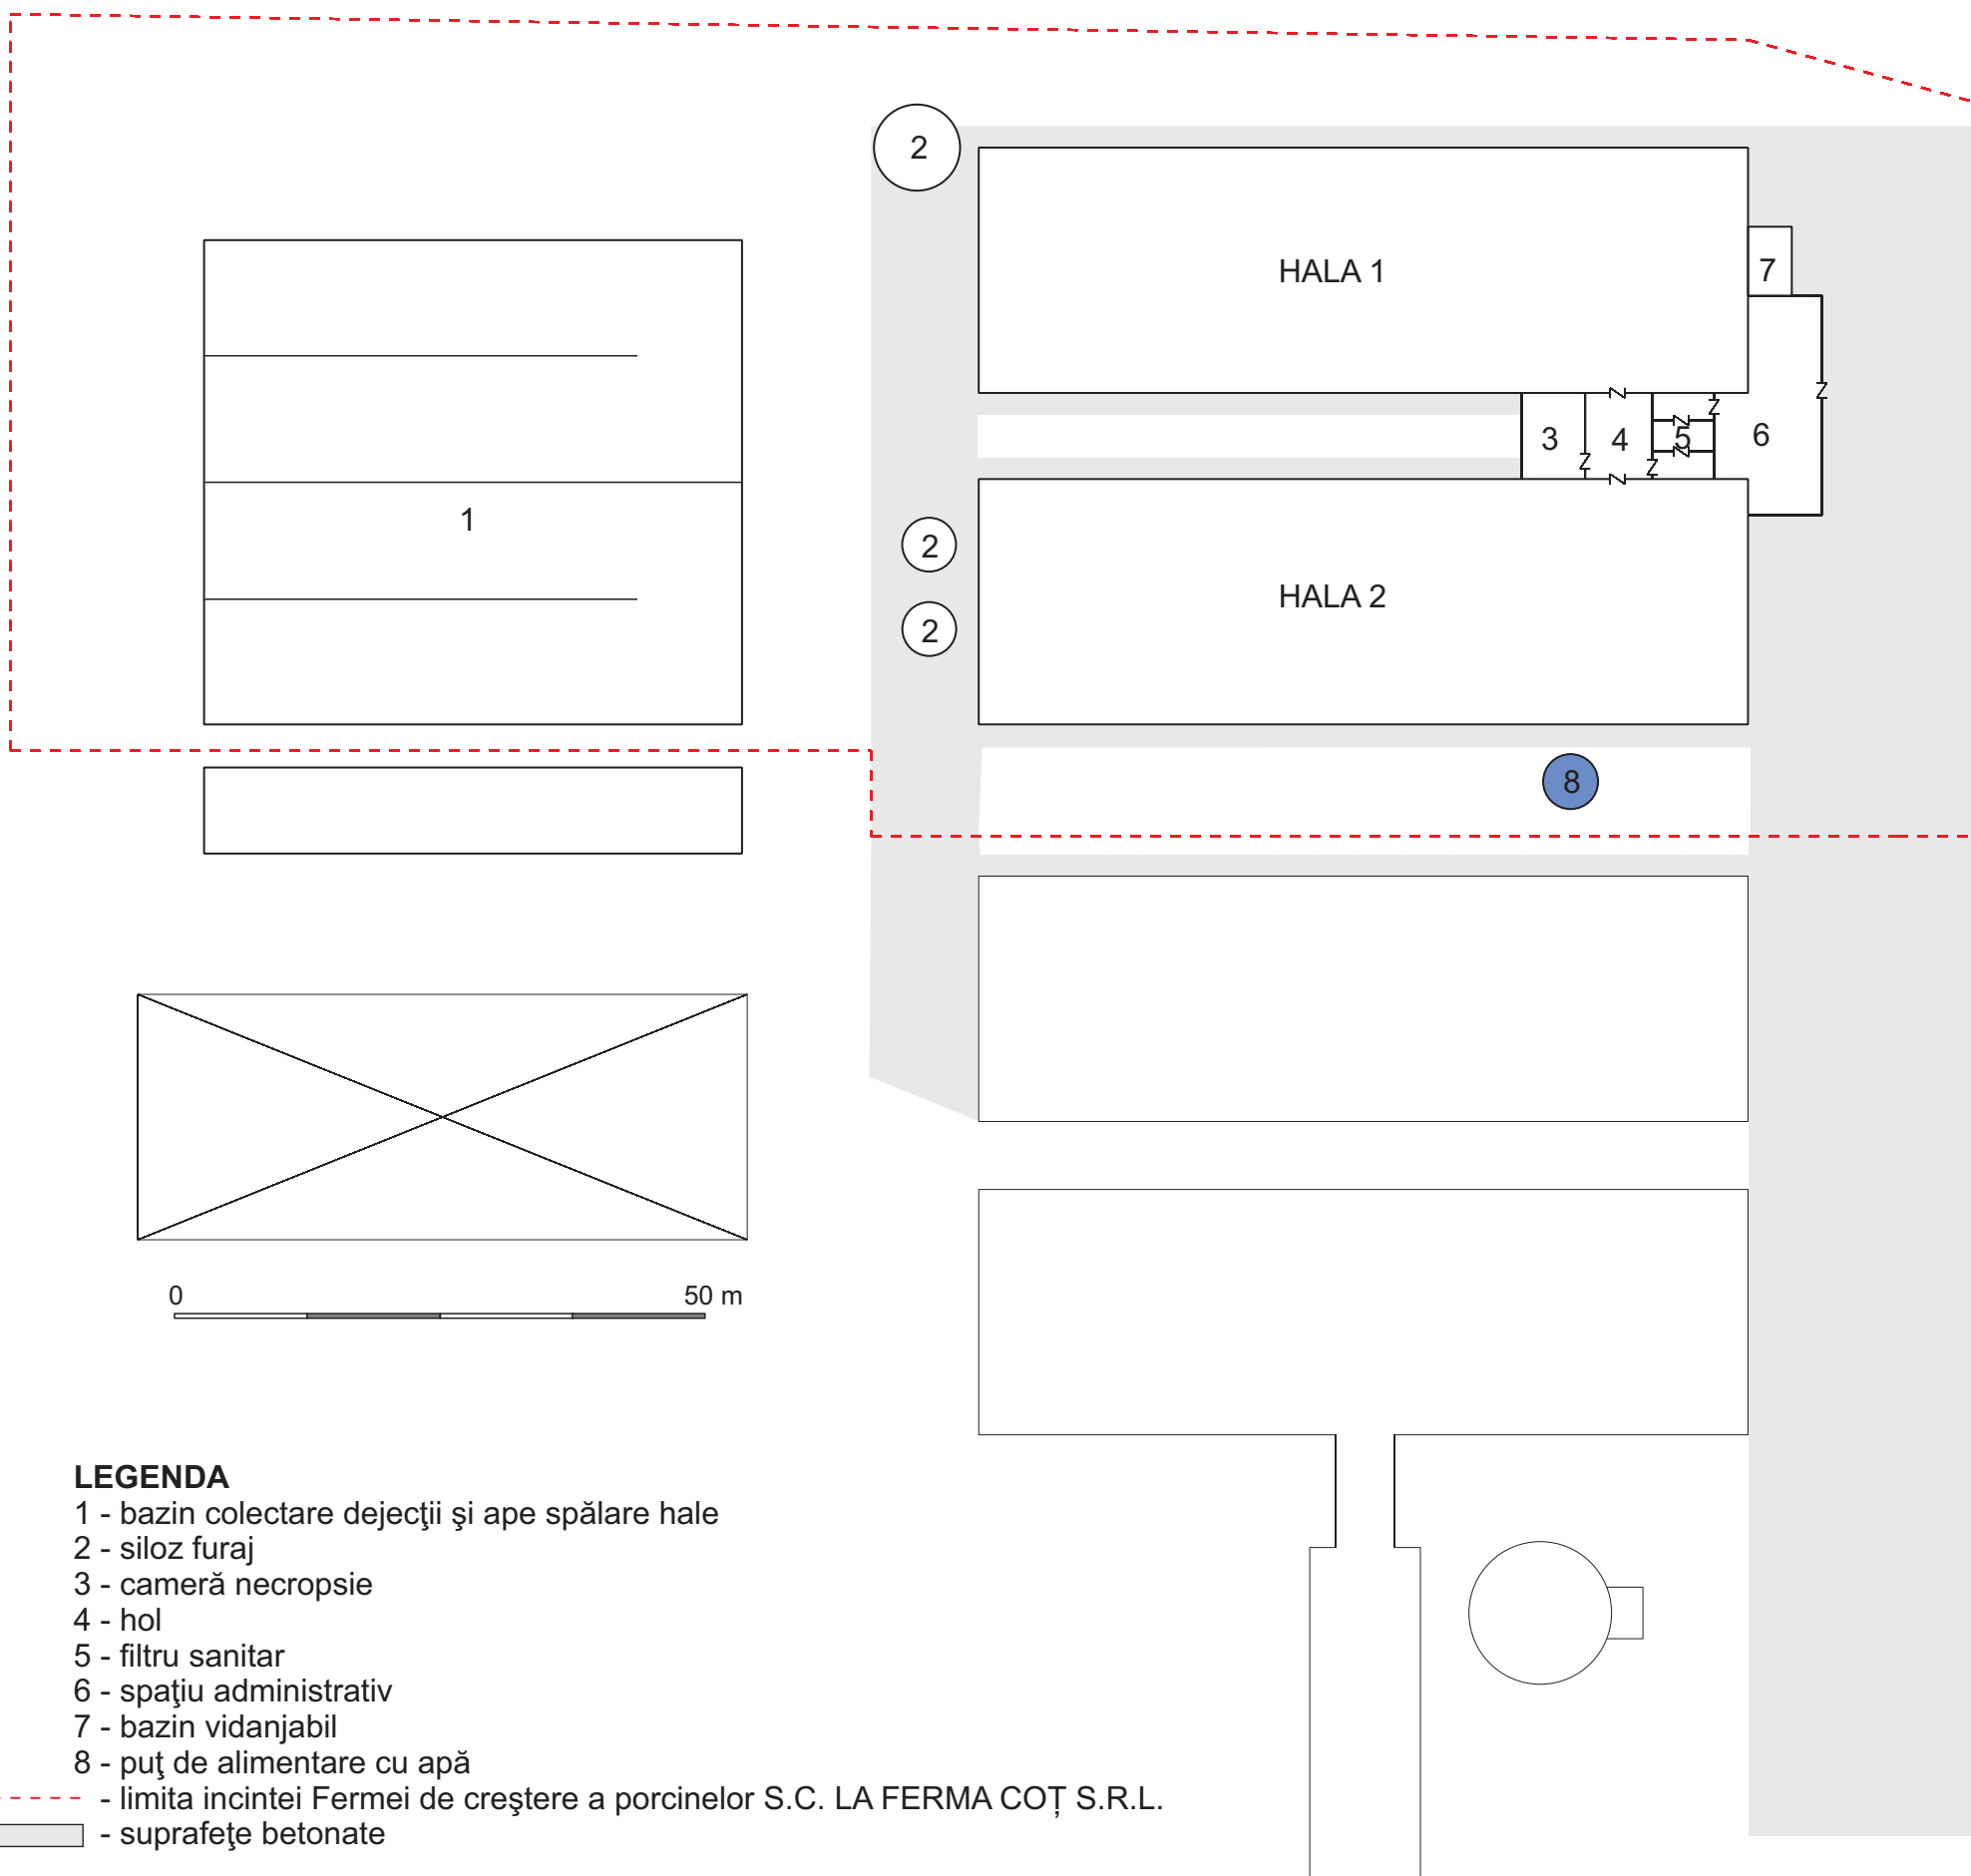 2
HALA 1
7
3
4
5
6
1
2
HALA 2
2
8
0
50 m
LEGENDA
1 - bazin colectare dejecţii şi ape spălare hale
2 - siloz furaj
3 - cameră necropsie
4 - hol
5 - filtru sanitar
6 - spaţiu administrativ
7 - bazin vidanjabil
8 - puţ de alimentare cu apă
- limita incintei Fermei de creştere a porcinelor S.C. LA FERMA COȚ S.R.L.
- suprafeţe betonate